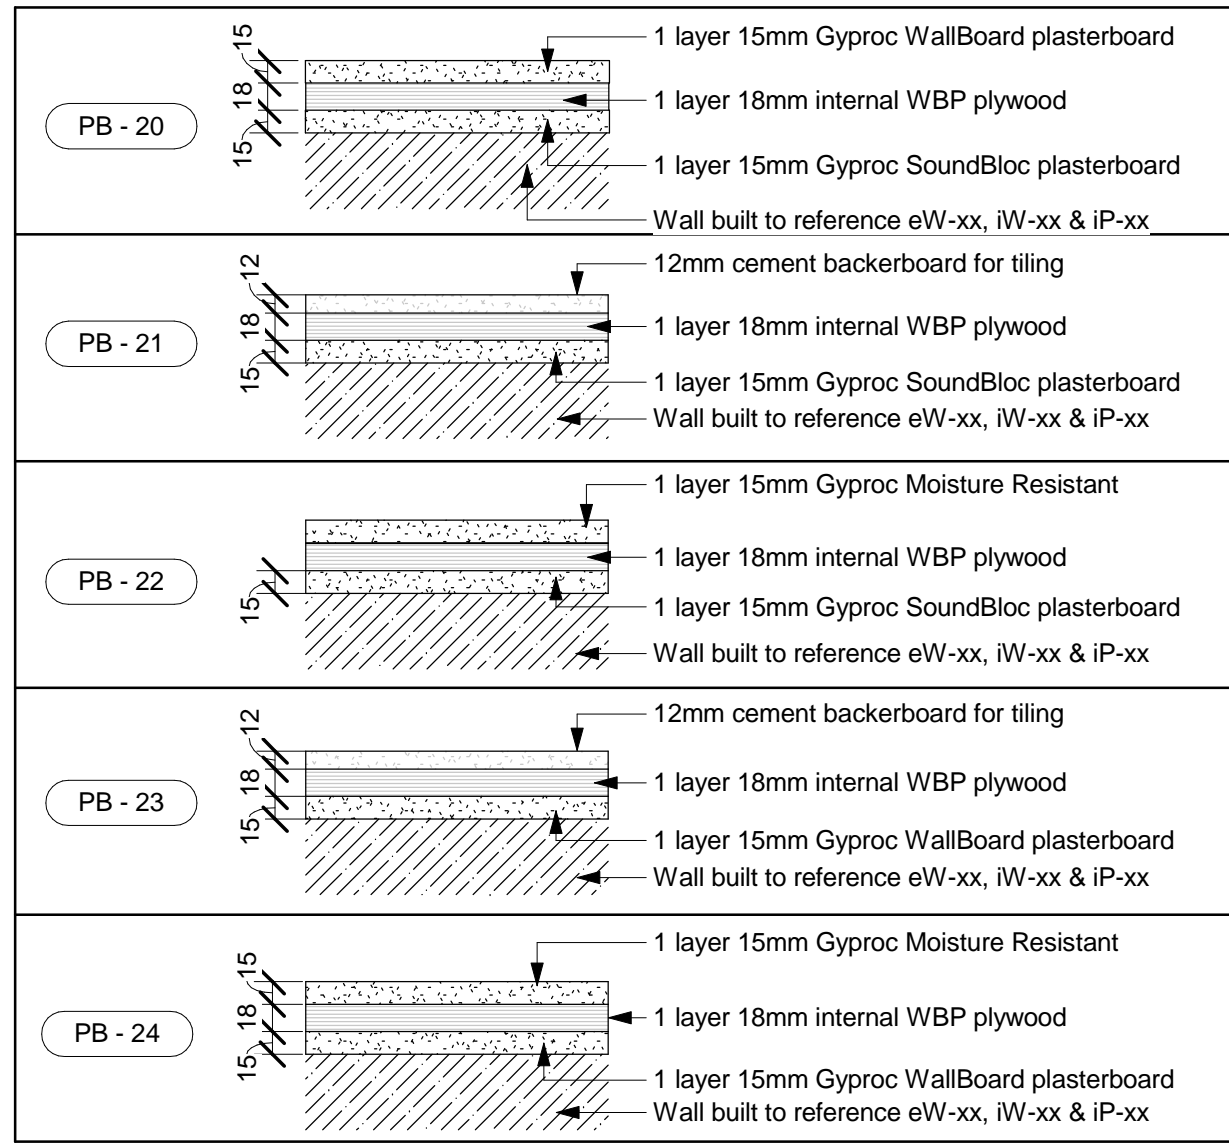 PB - 20
15
18
15
1 layer 15mm Gyproc WallBoard plasterboard
1 layer 18mm internal WBP plywood
1 layer 15mm Gyproc SoundBloc plasterboard
Wall built to reference eW-xx, iW-xx & iP-xx
PB - 21
12
18
15
12mm cement backerboard for tiling
1 layer 18mm internal WBP plywood
1 layer 15mm Gyproc SoundBloc plasterboard
Wall built to reference eW-xx, iW-xx & iP-xx
PB - 22
15
1 layer 15mm Gyproc Moisture Resistant
1 layer 18mm internal WBP plywood
1 layer 15mm Gyproc SoundBloc plasterboard
Wall built to reference eW-xx, iW-xx & iP-xx
PB - 23
12
18
15
12mm cement backerboard for tiling
1 layer 18mm internal WBP plywood
1 layer 15mm Gyproc WallBoard plasterboard
Wall built to reference eW-xx, iW-xx & iP-xx
PB - 24
15
18
15
1 layer 15mm Gyproc Moisture Resistant
1 layer 18mm internal WBP plywood
1 layer 15mm Gyproc WallBoard plasterboard
Wall built to reference eW-xx, iW-xx & iP-xx